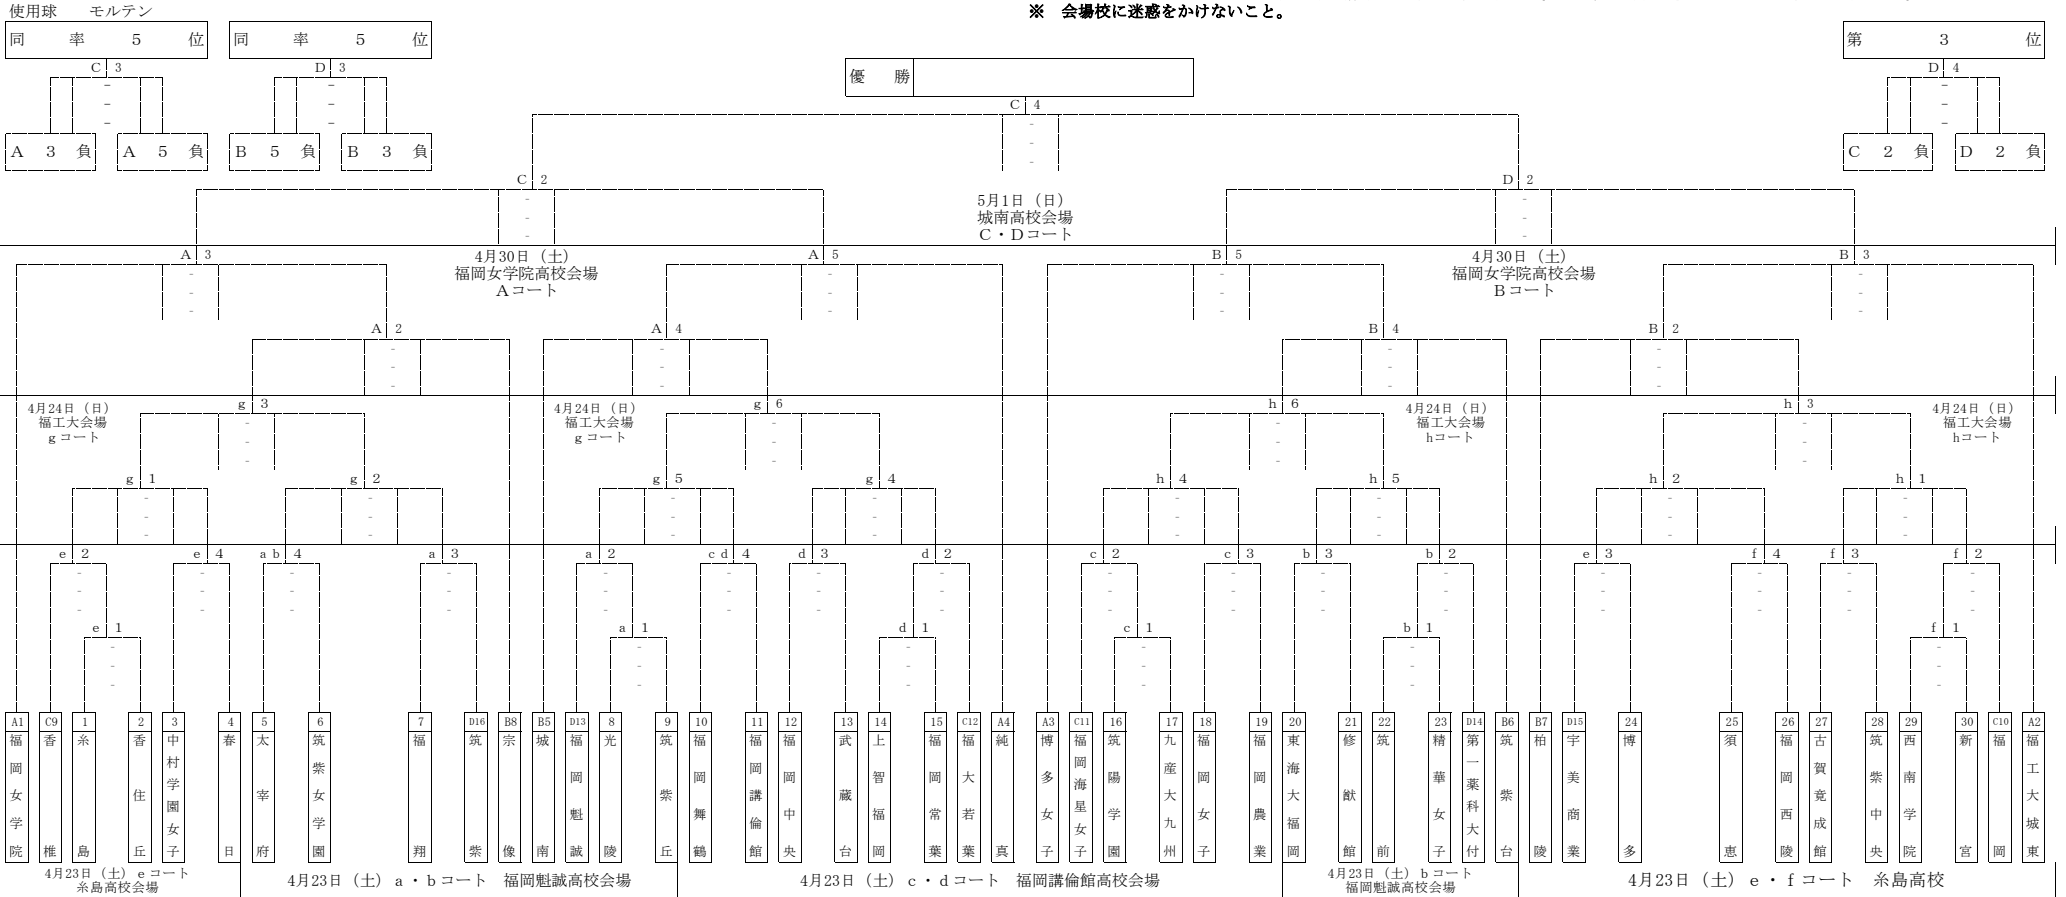 使用球　　モルテン
※　会場校に迷惑をかけないこと。
同　率　５　位
同　率　５　位
第　３　位
C 3
D 3
D 4
優　勝
C 4
A　3　負
A　5　負
B　5　負
B　3　負
C　2　負
D　2　負
C 2
D 2
5月1日（日）
城南高校会場
C・Dコート
A 3
A 5
B 5
B 3
4月30日（土）
福岡女学院高校会場
Aコート
4月30日（土）
福岡女学院高校会場
Bコート
A 2
A 4
B 4
B 2
g 3
g 6
h 6
h 3
4月24日（日）
福工大会場
gコート
4月24日（日）
福工大会場
gコート
4月24日（日）
福工大会場
hコート
4月24日（日）
福工大会場
hコート
g 1
g 2
g 5
g 4
h 4
h 5
h 2
h 1
e 2
e 4
a b 4
a 3
a 2
c d 4
d 3
d 2
c 2
c 3
b 3
b 2
e 3
f 4
f 3
f 2
e 1
a 1
d 1
c 1
b 1
f 1
A1 福岡女学院
C9 香椎
1 糸島
2 香住丘
3 中村学園女子
4 春日
5 太宰府
6 筑紫女学園
7 福翔
D16 筑紫
B8 宗像
B5 城南
D13 福岡魁誠
8 光陵
9 筑紫丘
10 福岡舞鶴
11 福岡講倫館
12 福岡中央
13 武蔵台
14 上智福岡
15 福岡常葉
C12 福大若葉
A4 純真
A3 博多女子
C11 福岡海星女子
16 筑陽学園
17 九産大九州
18 福岡女子
19 福岡農業
20 東海大福岡
21 修猷館
22 筑前
23 精華女子
D14 第一薬科大付
B6 筑紫台
B7 柏陵
D15 宇美商業
24 博多
25 須恵
26 福岡西陵
27 古賀竟成館
28 筑紫中央
29 西南学院
30 新宮
C10 福岡
A2 福工大城東
4月23日（土）eコート
糸島高校会場
4月23日（土）a・bコート　福岡魁誠高校会場
4月23日（土）c・dコート　福岡講倫館高校会場
4月23日（土）bコート
福岡魁誠高校会場
4月23日（土）e・fコート　糸島高校